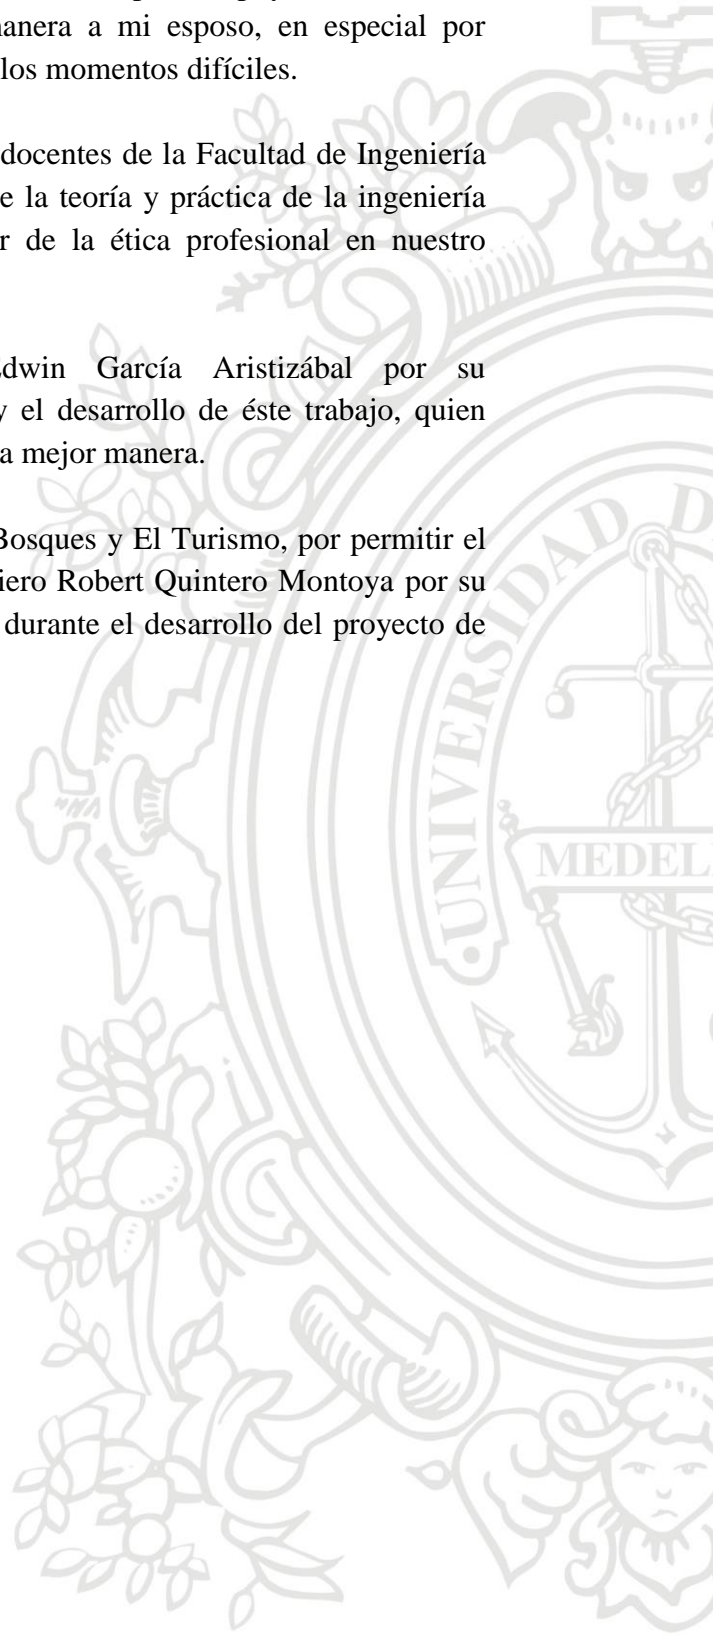 manera a mi esposo, en especial por
los momentos difíciles.
docentes de la Facultad de Ingeniería
e la teoría y práctica de la ingeniería
r de la ética profesional en nuestro
dwin García Aristizábal por su
y el desarrollo de éste trabajo, quien
a mejor manera.
Bosques y El Turismo, por permitir el
iero Robert Quintero Montoya por su
durante el desarrollo del proyecto de
UNIVERSIDAD D
MEDEL